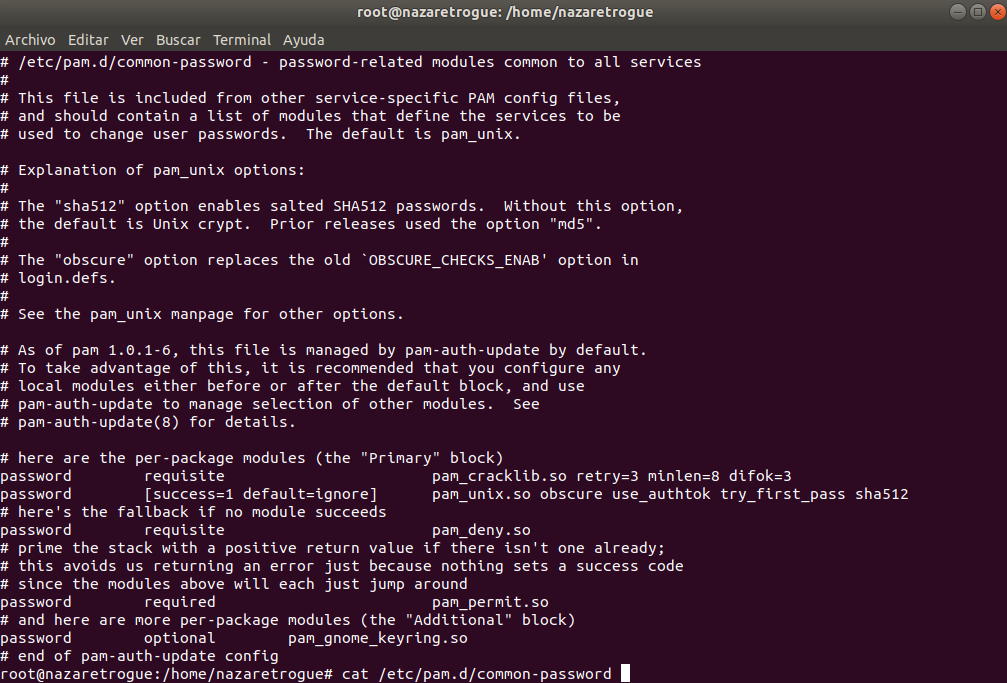 root@nazaretrogue: /home/nazaretrogue
Archivo Editar Ver Buscar Terminal Ayuda
# /etc/pam.d/common-password - password-related modules common to all services
#
# This file is included from other service-specific PAM config files,
# and should contain a list of modules that define the services to be
# used to change user passwords.  The default is pam_unix.

# Explanation of pam_unix options:
#
# The "sha512" option enables salted SHA512 passwords.  Without this option,
# the default is Unix crypt.  Prior releases used the option "md5".
#
# The "obscure" option replaces the old `OBSCURE_CHECKS_ENAB' option in
# login.defs.
#
# See the pam_unix manpage for other options.

# As of pam 1.0.1-6, this file is managed by pam-auth-update by default.
# To take advantage of this, it is recommended that you configure any
# local modules either before or after the default block, and use
# pam-auth-update to manage selection of other modules.  See
# pam-auth-update(8) for details.

# here are the per-package modules (the "Primary" block)
password        requisite                       pam_cracklib.so retry=3 minlen=8 difok=3
password        [success=1 default=ignore]      pam_unix.so obscure use_authtok try_first_pass sha512
# here's the fallback if no module succeeds
password        requisite                       pam_deny.so
# prime the stack with a positive return value if there isn't one already;
# this avoids us returning an error just because nothing sets a success code
# since the modules above will each just jump around
password        required                        pam_permit.so
# and here are more per-package modules (the "Additional" block)
password        optional        pam_gnome_keyring.so
# end of pam-auth-update config
root@nazaretrogue:/home/nazaretrogue# cat /etc/pam.d/common-password